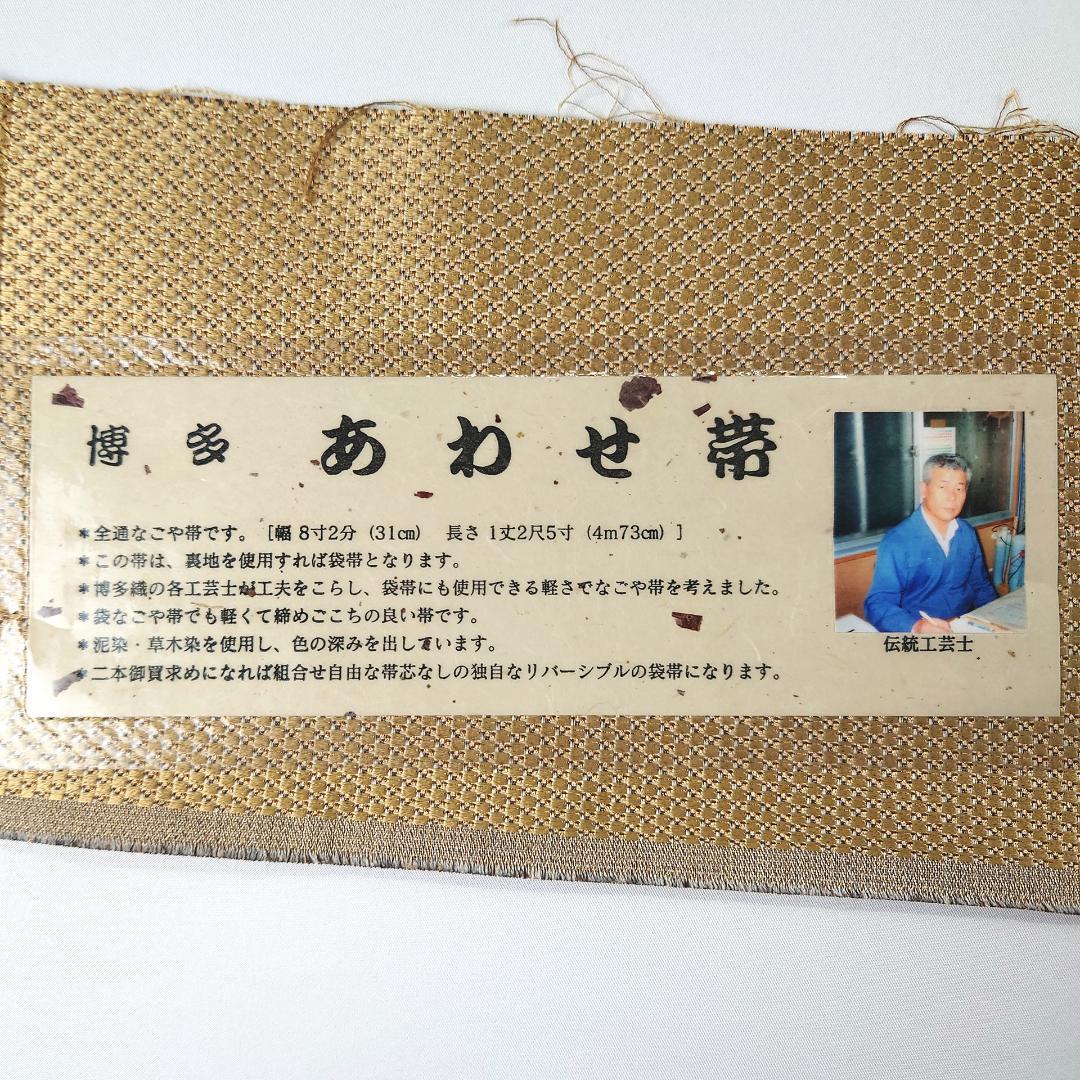 博多 あわせ帯
＊全通なごや帯です。［幅 8寸2分（31㎝） 長さ 1丈2尺5寸（4m73㎝）］
＊この帯は、裏地を使用すれば袋帯となります。
＊博多織の各工芸士が工夫をこらし、袋帯にも使用できる軽さでなごや帯を考えました。
＊袋なごや帯でも軽くて締めごこちの良い帯です。
＊泥染・草木染を使用し、色の深みを出しています。
＊二本御買求めになれば組合せ自由な帯芯なしの独自なリバーシブルの袋帯になります。
伝統工芸士